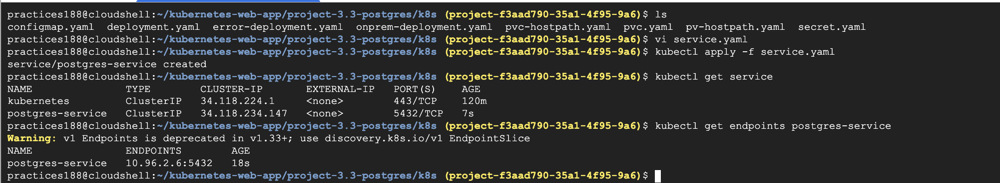 practices188@cloudshell:~/kubernetes-web-app/project-3.3-postgres/k8s (project-f3aad790-35a1-4f95-9a6)$ ls
configmap.yaml  deployment.yaml  error-deployment.yaml  onprem-deployment.yaml  pvc-hostpath.yaml  pvc.yaml  pv-hostpath.yaml  secret.yaml
practices188@cloudshell:~/kubernetes-web-app/project-3.3-postgres/k8s (project-f3aad790-35a1-4f95-9a6)$ vi service.yaml
practices188@cloudshell:~/kubernetes-web-app/project-3.3-postgres/k8s (project-f3aad790-35a1-4f95-9a6)$ kubectl apply -f service.yaml
service/postgres-service created
practices188@cloudshell:~/kubernetes-web-app/project-3.3-postgres/k8s (project-f3aad790-35a1-4f95-9a6)$ kubectl get service
NAME               TYPE        CLUSTER-IP       EXTERNAL-IP   PORT(S)    AGE
kubernetes         ClusterIP   34.118.224.1     <none>        443/TCP    120m
postgres-service   ClusterIP   34.118.234.147   <none>        5432/TCP   7s
practices188@cloudshell:~/kubernetes-web-app/project-3.3-postgres/k8s (project-f3aad790-35a1-4f95-9a6)$ kubectl get endpoints postgres-service
Warning: v1 Endpoints is deprecated in v1.33+; use discovery.k8s.io/v1 EndpointSlice
NAME               ENDPOINTS        AGE
postgres-service   10.96.2.6:5432   18s
practices188@cloudshell:~/kubernetes-web-app/project-3.3-postgres/k8s (project-f3aad790-35a1-4f95-9a6)$